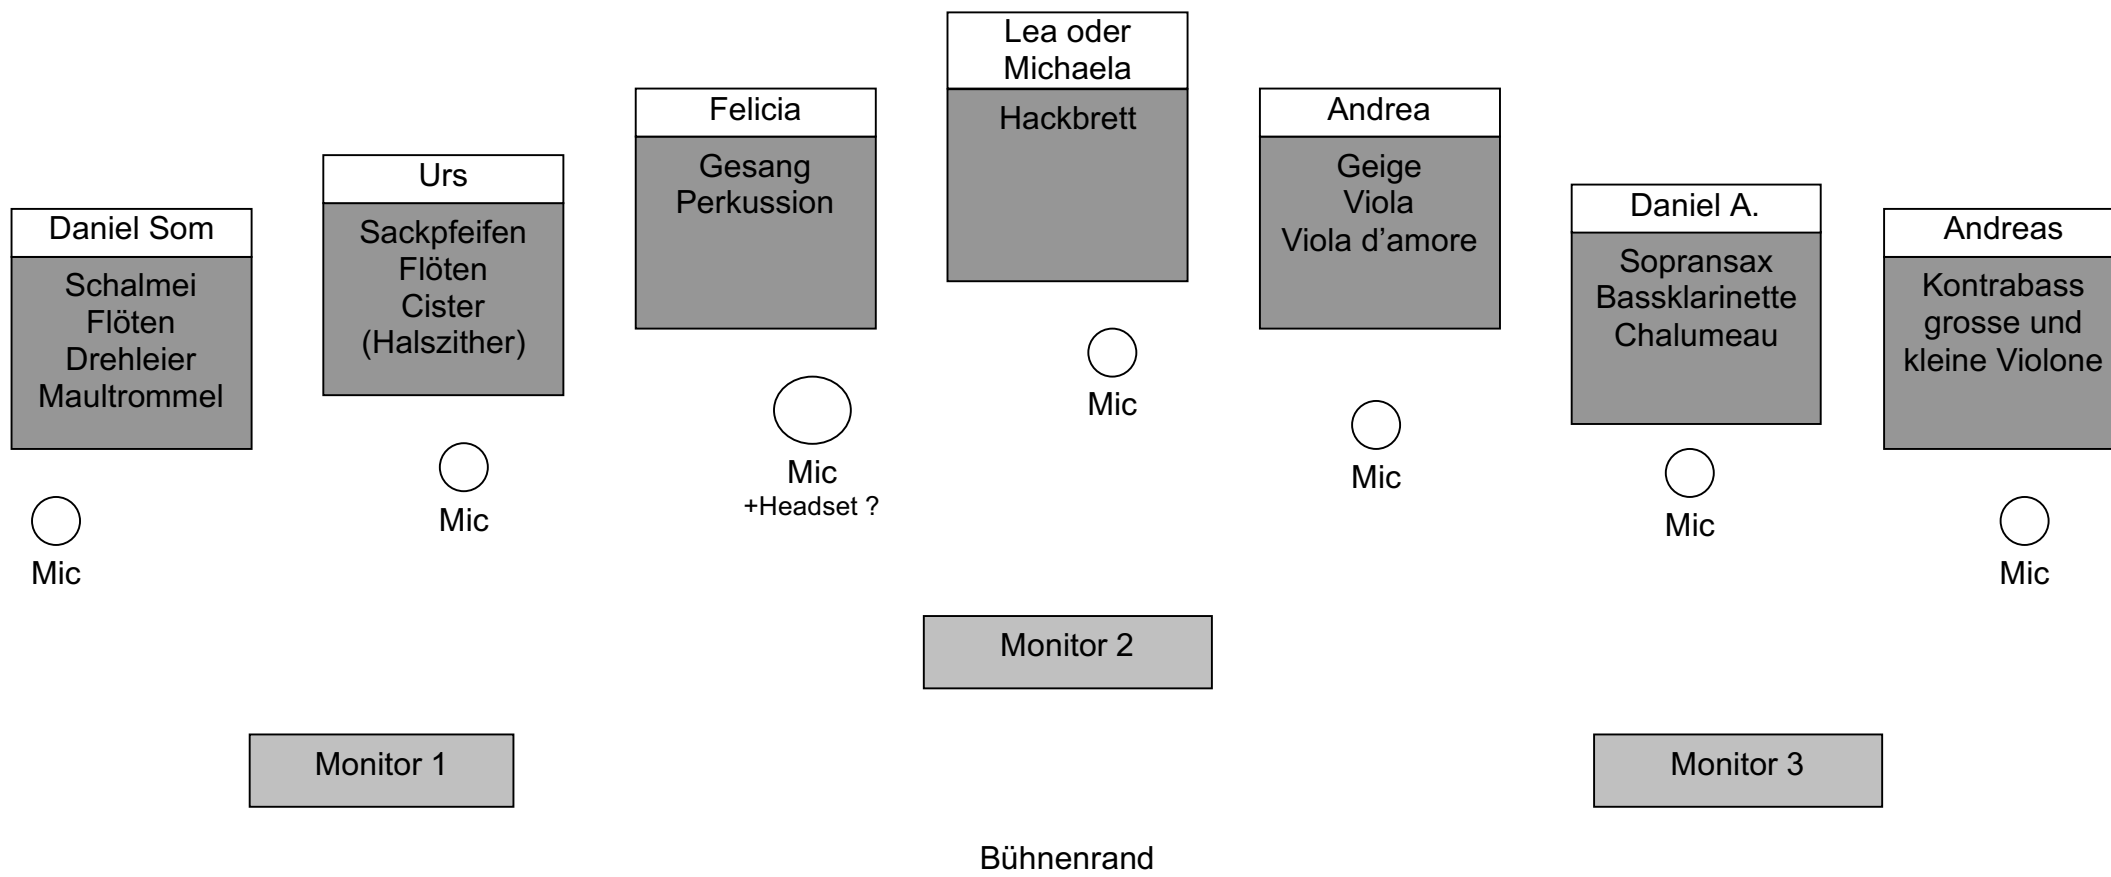 Daniel Som
Schalmei
Flöten
Drehleier
Maultrommel
Mic
Urs
Sackpfeifen
Flöten
Cister
(Halszither)
Mic
Felicia
Gesang
Perkussion
Mic
+Headset ?
Lea oder
Michaela
Hackbrett
Mic
Andrea
Geige
Viola
Viola d’amore
Mic
Daniel A.
Sopransax
Bassklarinette
Chalumeau
Mic
Andreas
Kontrabass
grosse und
kleine Violone
Mic
Monitor 1
Monitor 2
Monitor 3
Bühnenrand